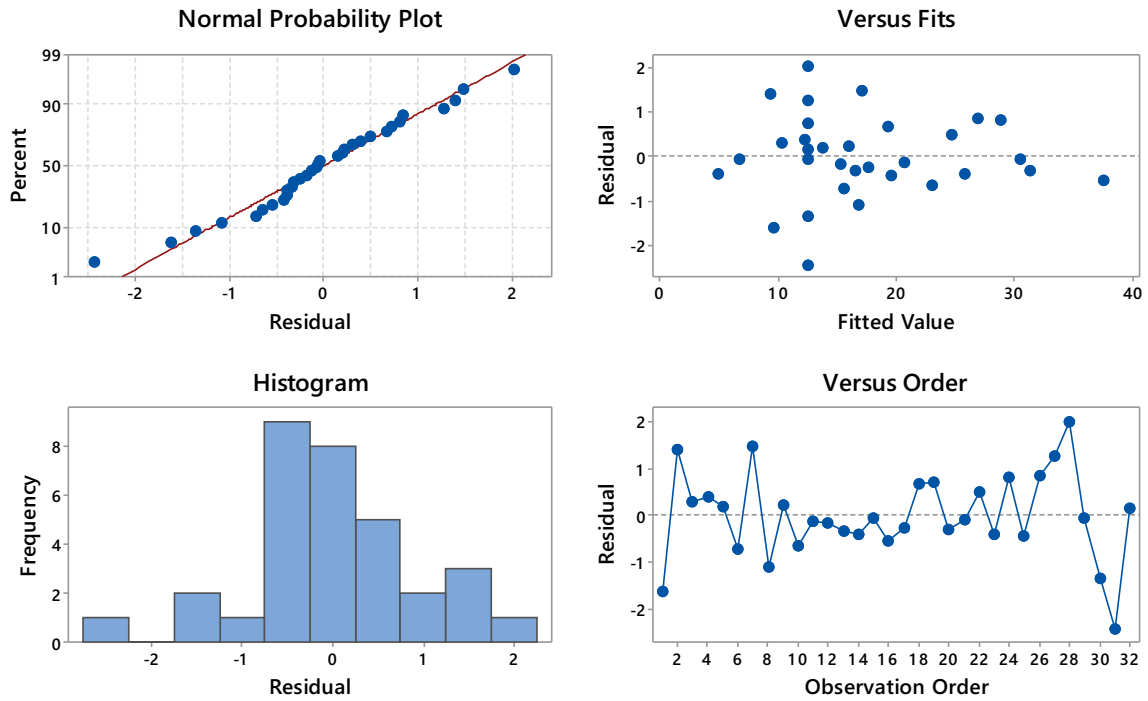 Normal Probability Plot
99
90
50
10
1
Percent
-2 -1 0 1 2
Residual
Versus Fits
2
1
0
-1
-2
Residual
0 10 20 30 40
Fitted Value
Histogram
8
6
4
2
0
Frequency
-2 -1 0 1 2
Residual
Versus Order
2
1
0
-1
-2
Residual
2 4 6 8 10 12 14 16 18 20 22 24 26 28 30 32
Observation Order